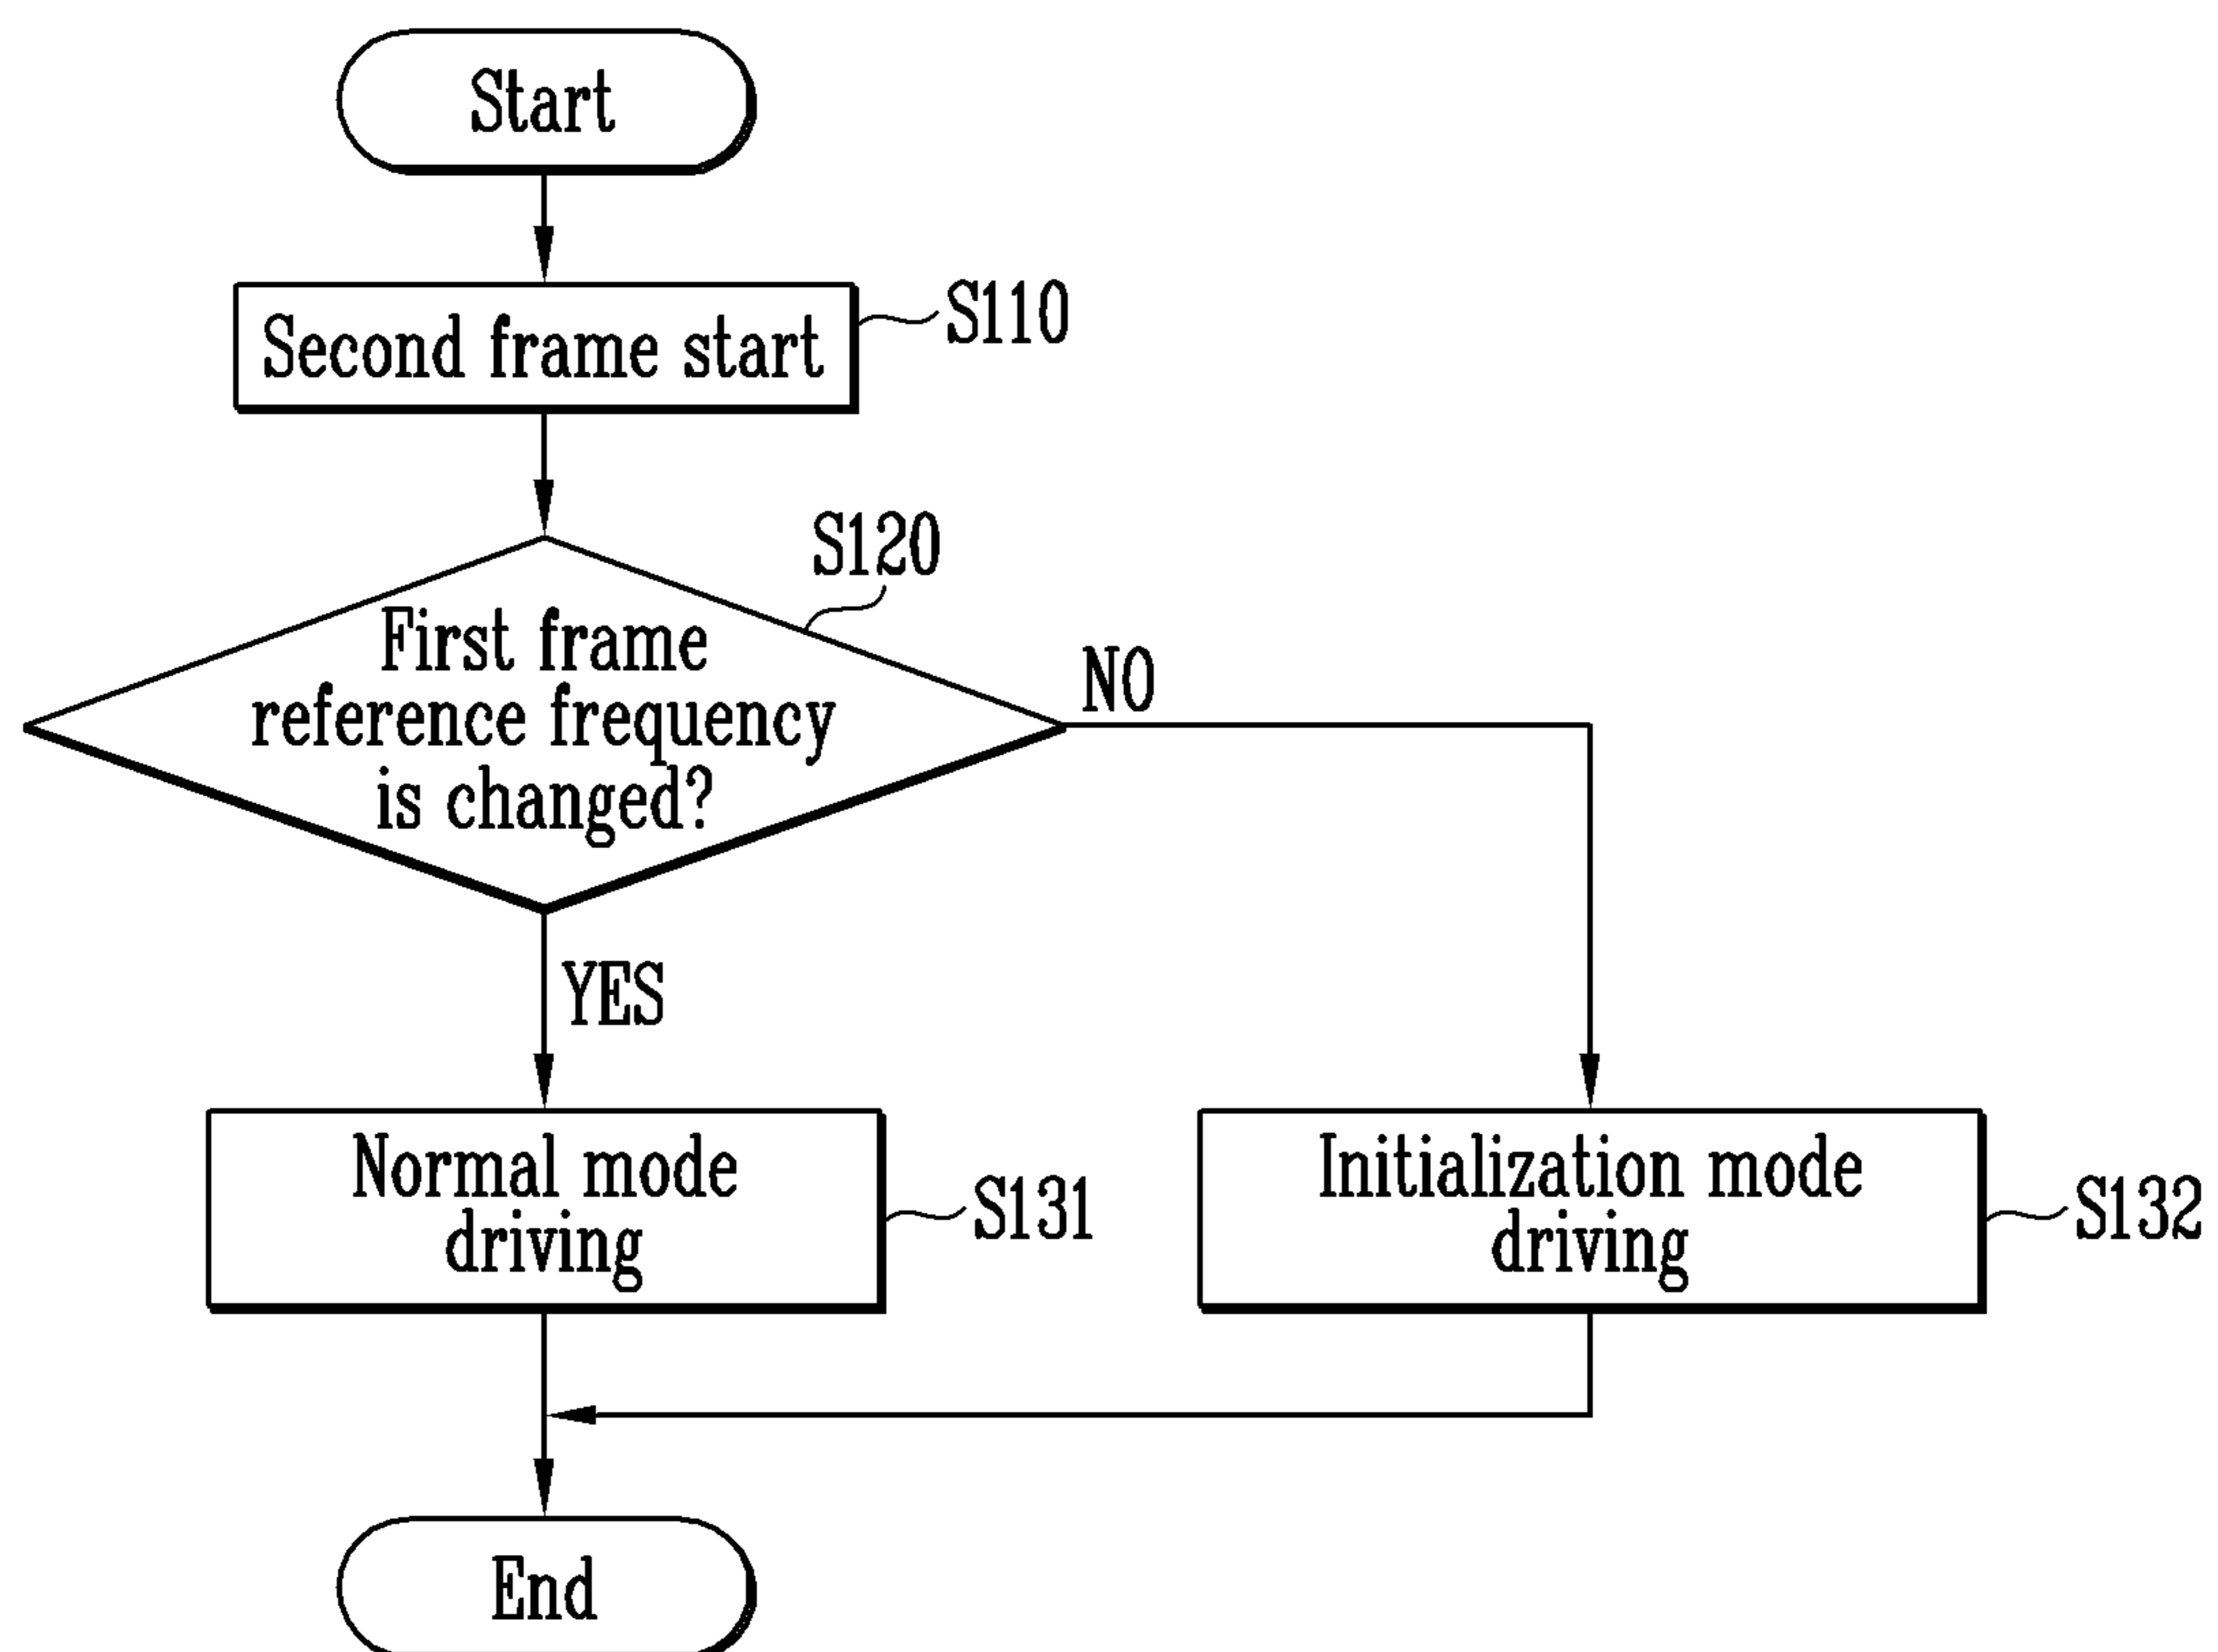 Start
Second frame start
S110
S120
First frame
reference frequency
is changed?
NO
YES
Normal mode
driving
S131
Initialization mode
driving
S132
End